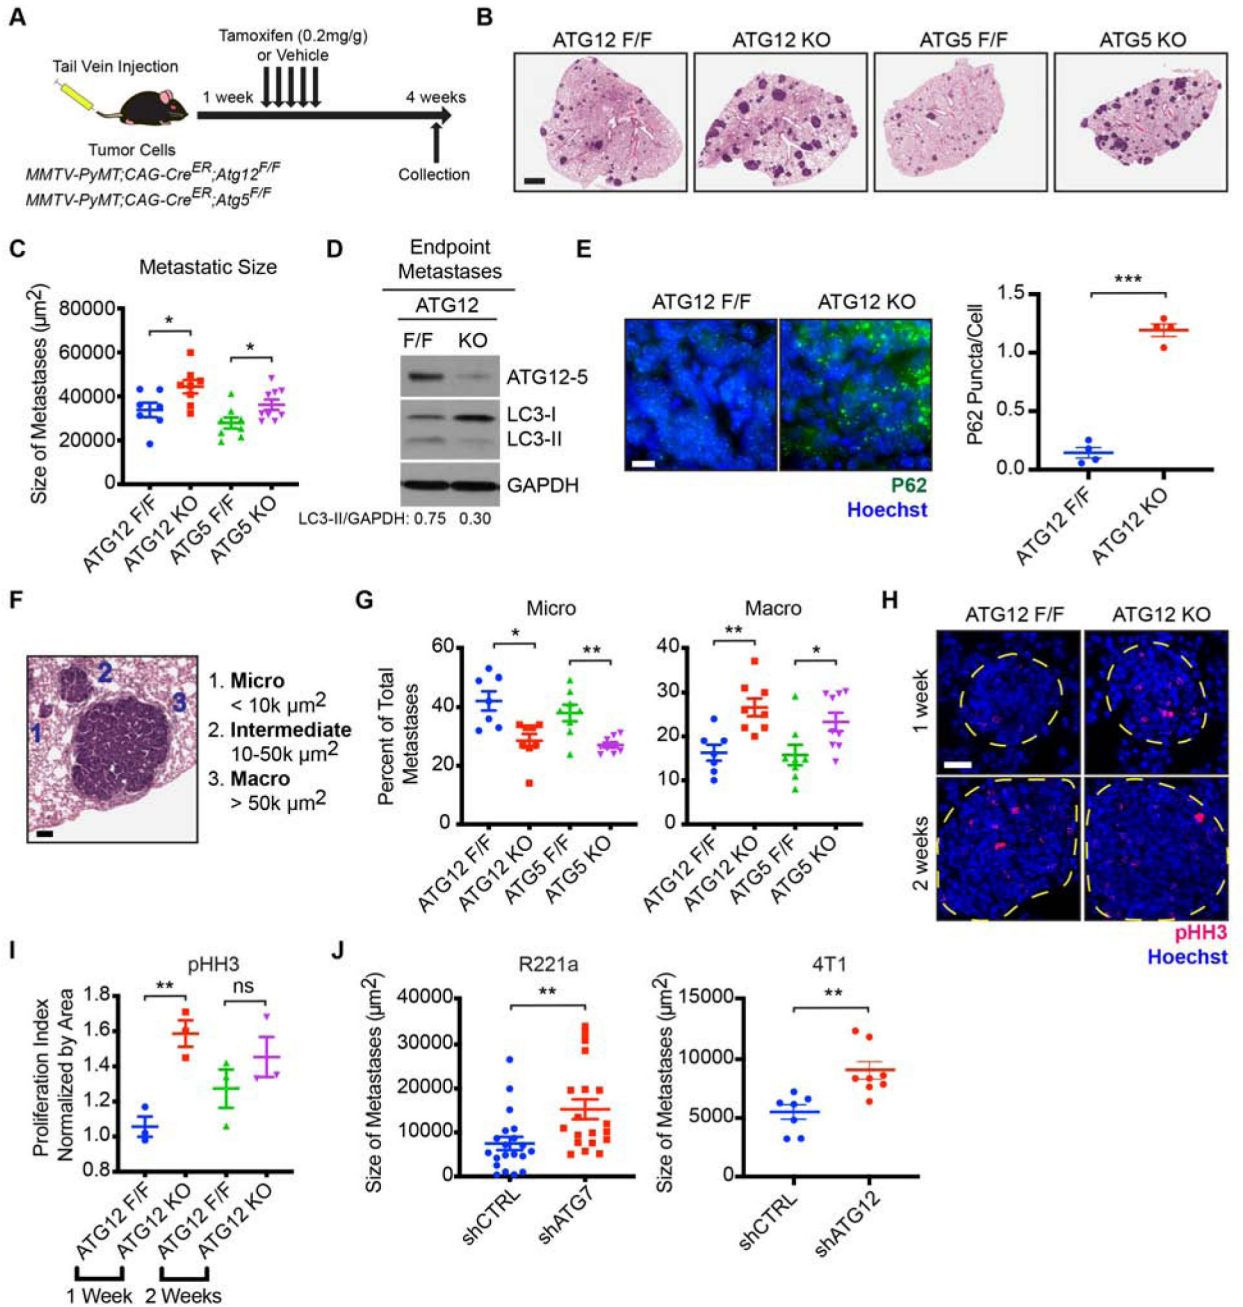 A
Tail Vein Injection
Tamoxifen (0.2mg/g)
or Vehicle
1 week
4 weeks
Tumor Cells
MMTV-PyMT;CAG-Cre^ER;Atg12^F/F
MMTV-PyMT;CAG-Cre^ER;Atg5^F/F
Collection
B
ATG12 F/F
ATG12 KO
ATG5 F/F
ATG5 KO
C
Metastatic Size
Size of Metastases (µm²)
80000
60000
40000
20000
0
*
*
ATG12 F/F
ATG12 KO
ATG5 F/F
ATG5 KO
D
Endpoint
Metastases
ATG12
F/F KO
ATG12-5
LC3-I
LC3-II
GAPDH
LC3-II/GAPDH: 0.75 0.30
E
ATG12 F/F
ATG12 KO
P62
Hoechst
P62 Puncta/Cell
1.5
1.0
0.5
0.0
***
ATG12 F/F
ATG12 KO
F
1
2
3
1. Micro
< 10k µm²
2. Intermediate
10-50k µm²
3. Macro
> 50k µm²
G
Micro
Percent of Total
Metastases
60
40
20
0
*
**
ATG12 F/F
ATG12 KO
ATG5 F/F
ATG5 KO
Macro
40
30
20
10
0
**
*
ATG12 F/F
ATG12 KO
ATG5 F/F
ATG5 KO
H
ATG12 F/F
ATG12 KO
1 week
2 weeks
pHH3
Hoechst
I
pHH3
Proliferation Index
Normalized by Area
1.8
1.6
1.4
1.2
1.0
0.8
**
ns
ATG12 F/F
ATG12 KO
ATG12 F/F
ATG12 KO
1 Week 2 Weeks
J
R221a
Size of Metastases (µm²)
40000
30000
20000
10000
0
**
shCTRL
shATG7
4T1
Size of Metastases (µm²)
15000
10000
5000
0
**
shCTRL
shATG12